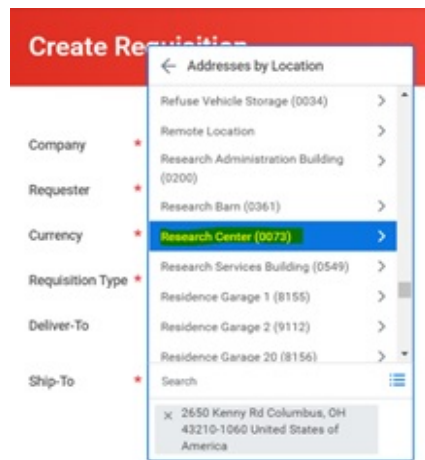 Create Re
Addresses by Location
Refuse Vehicle Storage (0034)
Remote Location
Company *
Research Administration Building
(0200)
Requester *
Research Barn (0361)
Currency *
Research Center (0073)
Research Services Building (0549)
Requisition Type *
Residence Garage 1 (8155)
Deliver-To
Residence Garage 2 (9112)
Residence Garage 20 (8156)
Ship-To *
Search
× 2650 Kenny Rd Columbus, OH
43210-1060 United States of
America